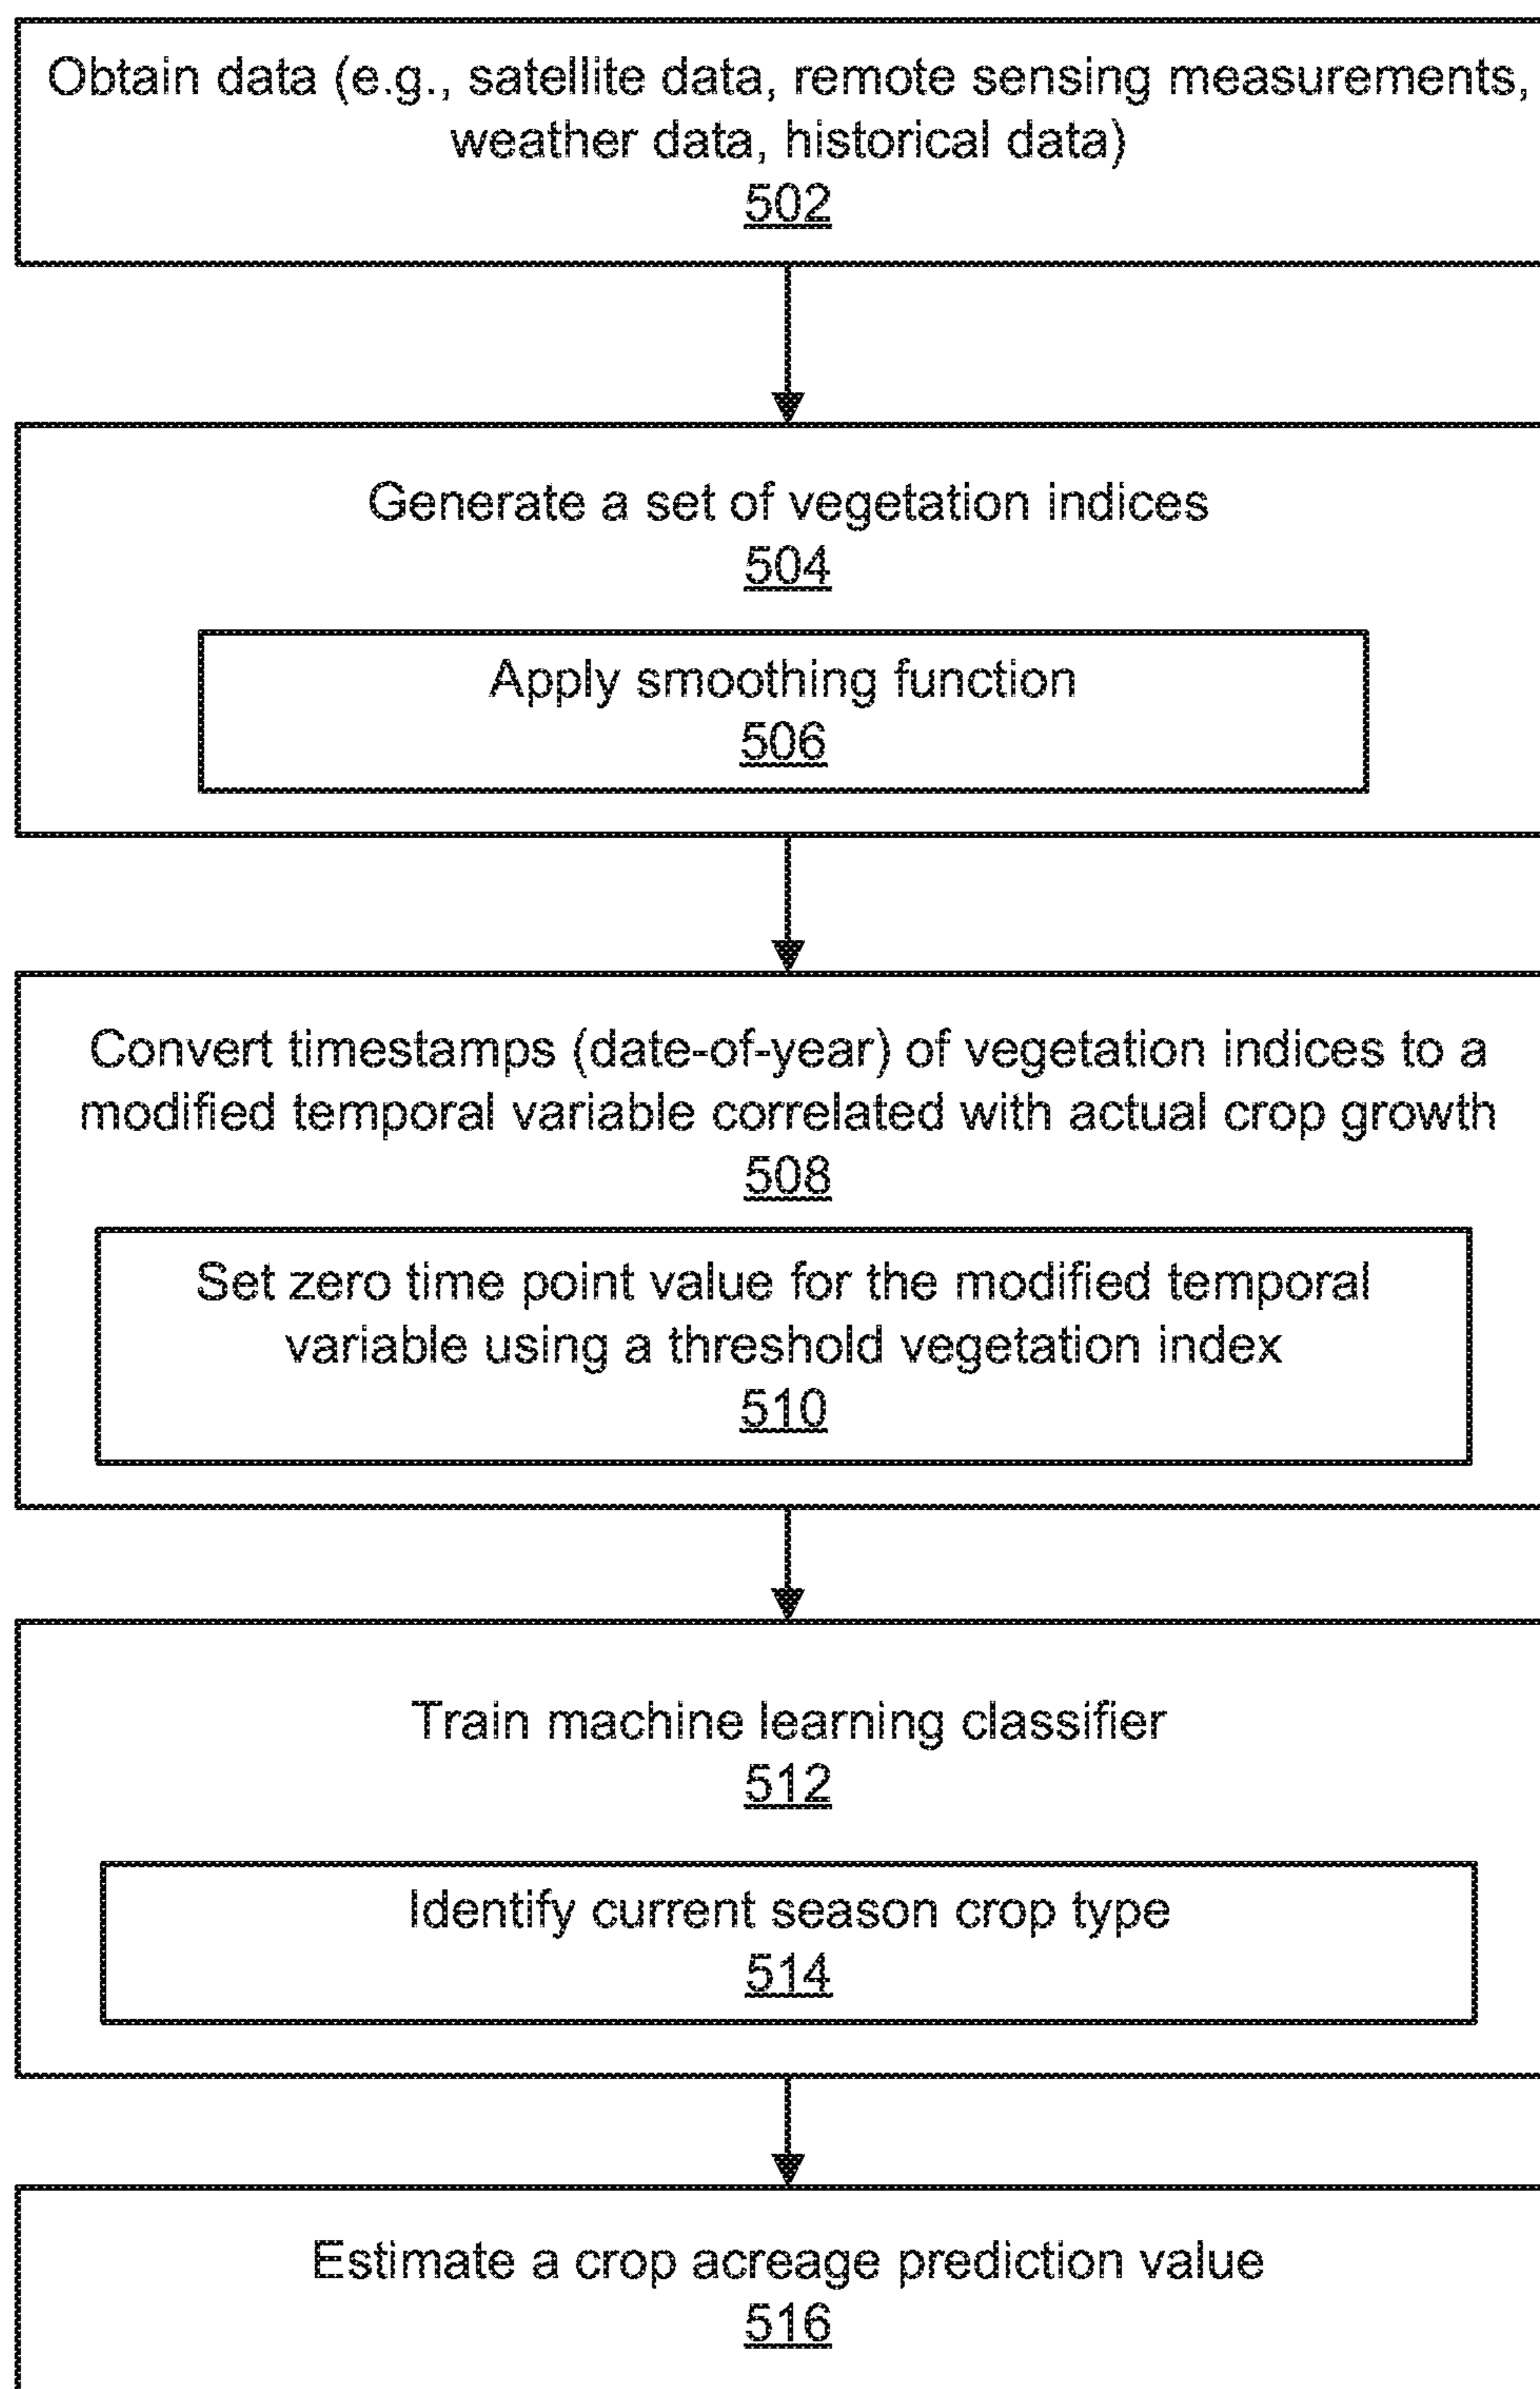 Obtain data (e.g., satellite data, remote sensing measurements,
weather data, historical data)
502
Generate a set of vegetation indices
504
Apply smoothing function
506
Convert timestamps (date-of-year) of vegetation indices to a
modified temporal variable correlated with actual crop growth
508
Set zero time point value for the modified temporal
variable using a threshold vegetation index
510
Train machine learning classifier
512
Identify current season crop type
514
Estimate a crop acreage prediction value
516